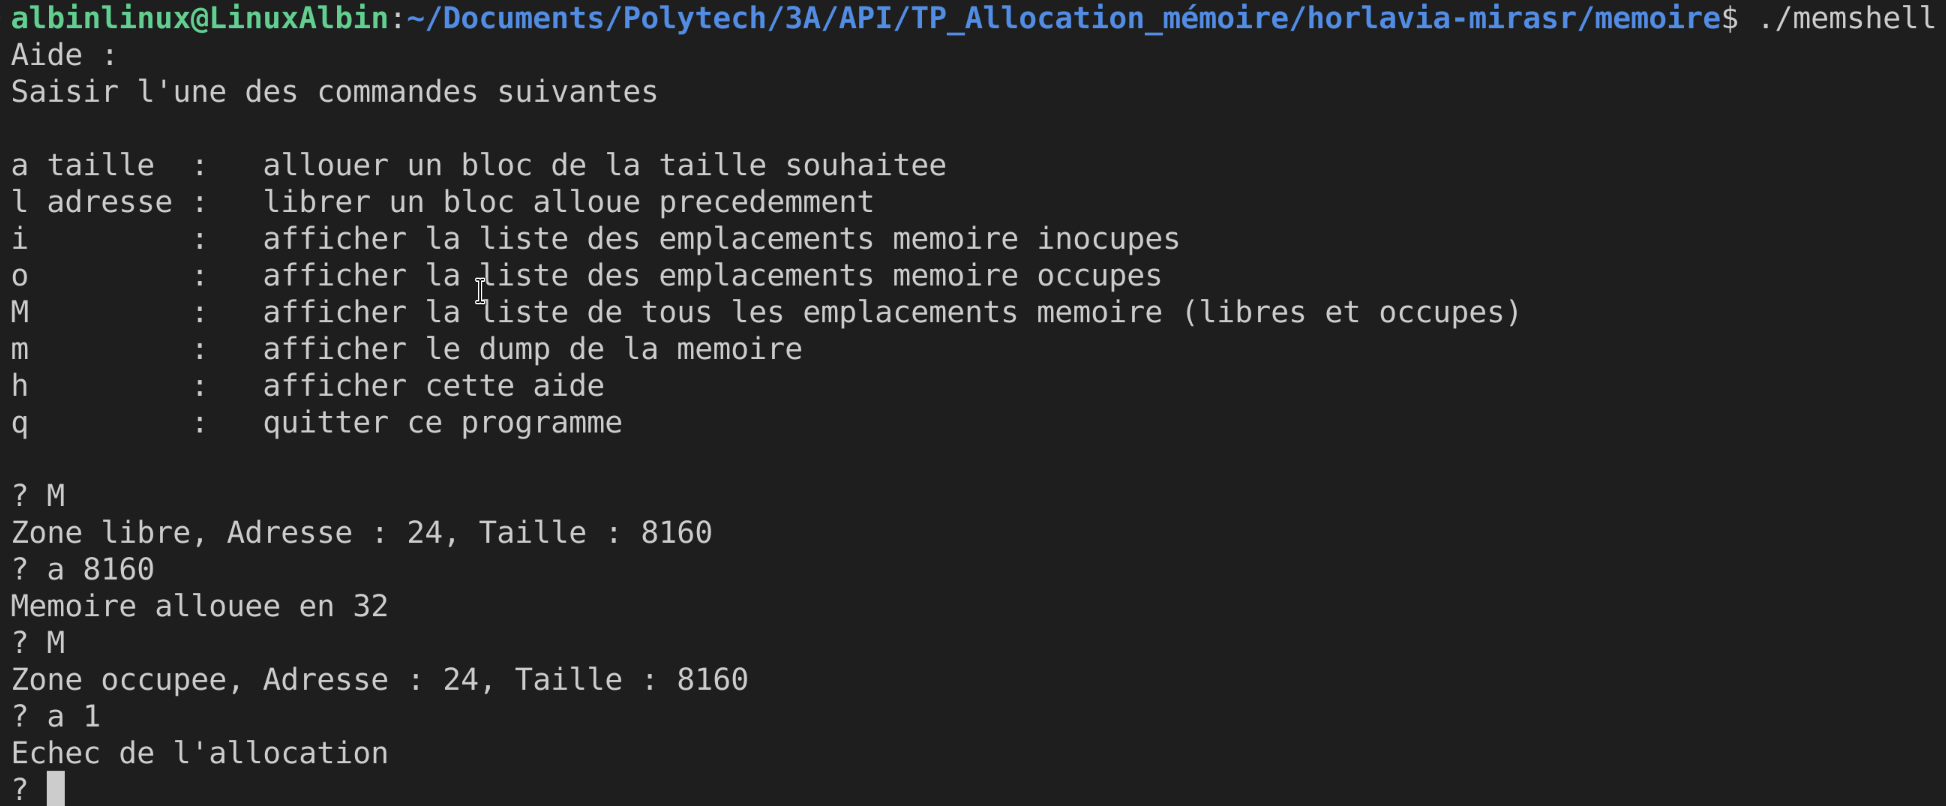 albinlinux@LinuxAlbin:~/Documents/Polytech/3A/API/TP_Allocation_mémoire/horlavia-mirasr/memoire$ ./memshell
Aide :
Saisir l'une des commandes suivantes
a taille  :   allouer un bloc de la taille souhaitee
l adresse :   librer un bloc alloue precedemment
i         :   afficher la liste des emplacements memoire inocupes
o         :   afficher la liste des emplacements memoire occupes
M         :   afficher la liste de tous les emplacements memoire (libres et occupes)
m         :   afficher le dump de la memoire
h         :   afficher cette aide
q         :   quitter ce programme
? M
Zone libre, Adresse : 24, Taille : 8160
? a 8160
Memoire allouee en 32
? M
Zone occupee, Adresse : 24, Taille : 8160
? a 1
Echec de l'allocation
?